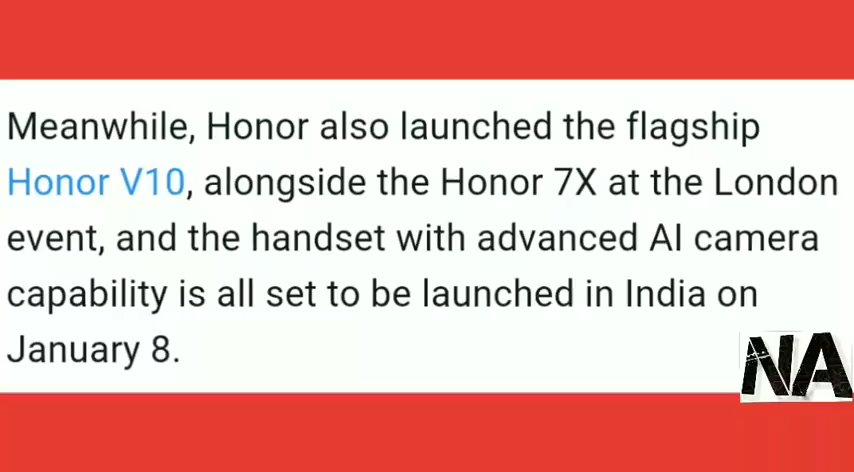 Meanwhile, Honor also launched the flagship
Honor V10, alongside the Honor 7X at the London
event, and the handset with advanced AI camera
capability is all set to be launched in India on
January 8.
NA